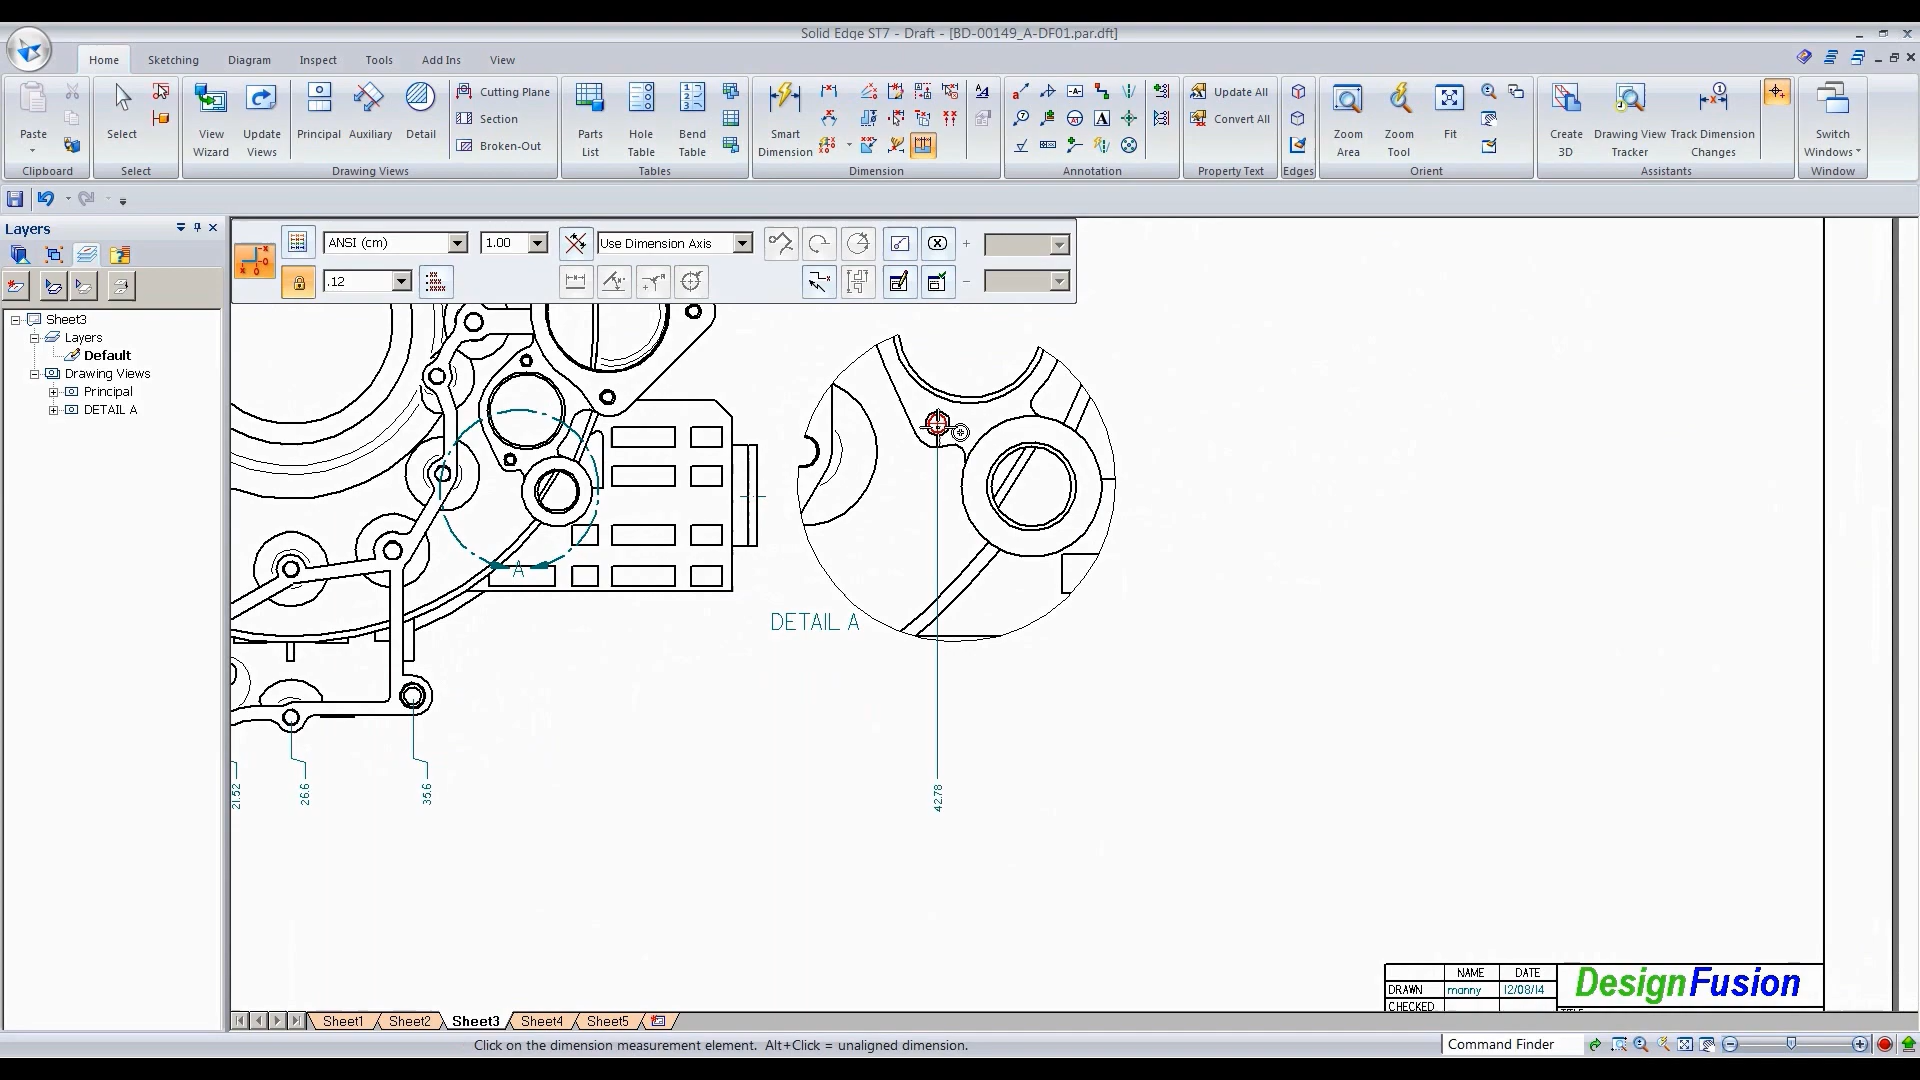 Solid Edge ST7 - Draft - [BD-00149_A-DF01.par.dft]
Home Sketching Diagram Inspect Tools Add Ins View
Paste
Clipboard
Select
Select
View Wizard
Update Views
Principal
Auxiliary
Detail
Cutting Plane
Section
Broken-Out
Drawing Views
Parts List
Hole Table
Bend Table
Tables
Smart Dimension
Dimension
Annotation
Update All
Convert All
Property Text
Edges
Zoom Area
Zoom Tool
Fit
Orient
Create 3D
Drawing View Tracker
Track Dimension Changes
Assistants
Switch Windows
Window
Layers
ANSI (cm)
1.00
Use Dimension Axis
.12
Sheet3
Layers
Default
Drawing Views
Principal
DETAIL A
A
DETAIL A
21.52
26.6
35.6
42.78
NAME DATE
DRAWN manny 12/08/14
CHECKED
DesignFusion
Sheet1 Sheet2 Sheet3 Sheet4 Sheet5
Click on the dimension measurement element. Alt+Click = unaligned dimension.
Command Finder